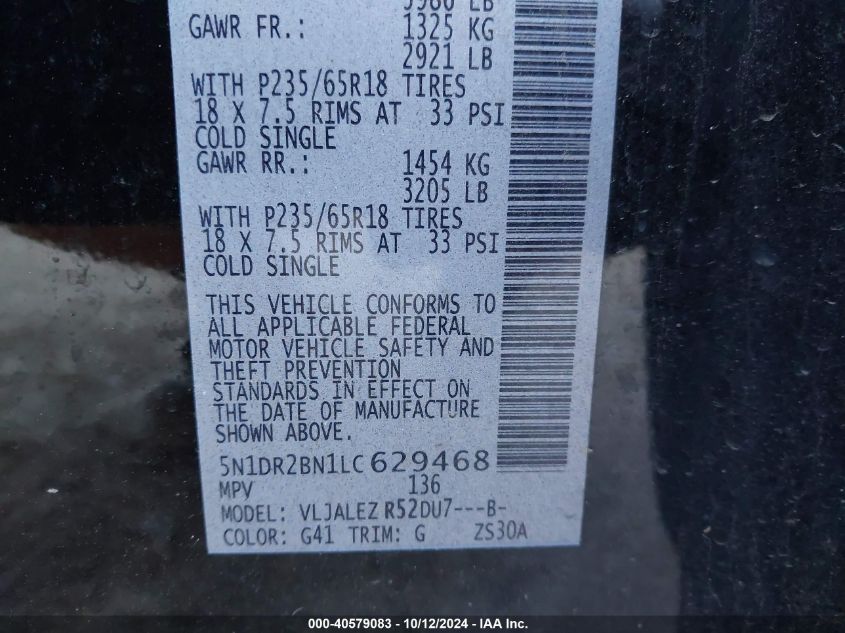 5980 LB
GAWR FR.: 1325 KG
2921 LB
WITH P235/65R18 TIRES
18 X 7.5 RIMS AT 33 PSI
COLD SINGLE
GAWR RR.: 1454 KG
3205 LB
WITH P235/65R18 TIRES
18 X 7.5 RIMS AT 33 PSI
COLD SINGLE
THIS VEHICLE CONFORMS TO
ALL APPLICABLE FEDERAL
MOTOR VEHICLE SAFETY AND
THEFT PREVENTION
STANDARDS IN EFFECT ON
THE DATE OF MANUFACTURE
SHOWN ABOVE.
5N1DR2BN1LC629468
MPV 136
MODEL: VLJALEZ R52DU7---B-
COLOR: G41 TRIM: G ZS30A
000-40579083 - 10/12/2024 - IAA Inc.